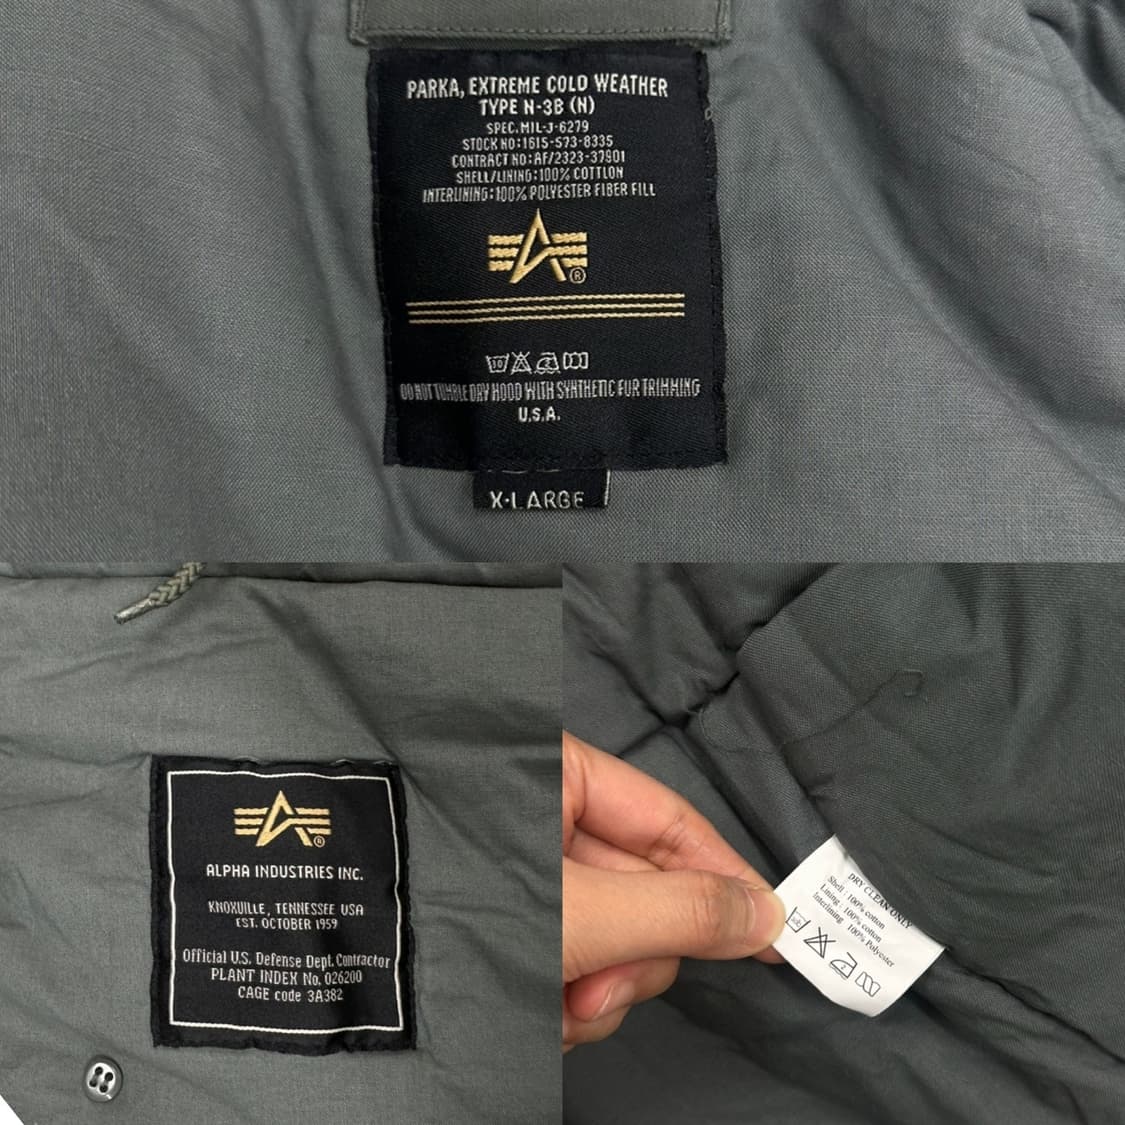 PARKA, EXTREME COLD WEATHER
TYPE N-3B (N)
SPEC.MIL-J-6279
STOCK NO:1615-573-8335
CONTRACT NO:AF/2323-37901
SHELL/LINING:100% COTTLON
INTERLINING:100% POLYESTER FIBER FILL
A®
30
DO NOT TUMBLE DRY HOOD WITH SYNTHETIC FUR TRIMMING
U.S.A.
X-LARGE
A®
ALPHA INDUSTRIES INC.
KNOXUILLE, TENNESSEE USA
EST. OCTOBER 1959
Official U.S. Defense Dept. Contractor
PLANT INDEX No. 026200
CAGE code 3A382
DRY CLEAN ONLY
Shell : 100% cotton
Lining : 100% cotton
Interlining 100% Polyester